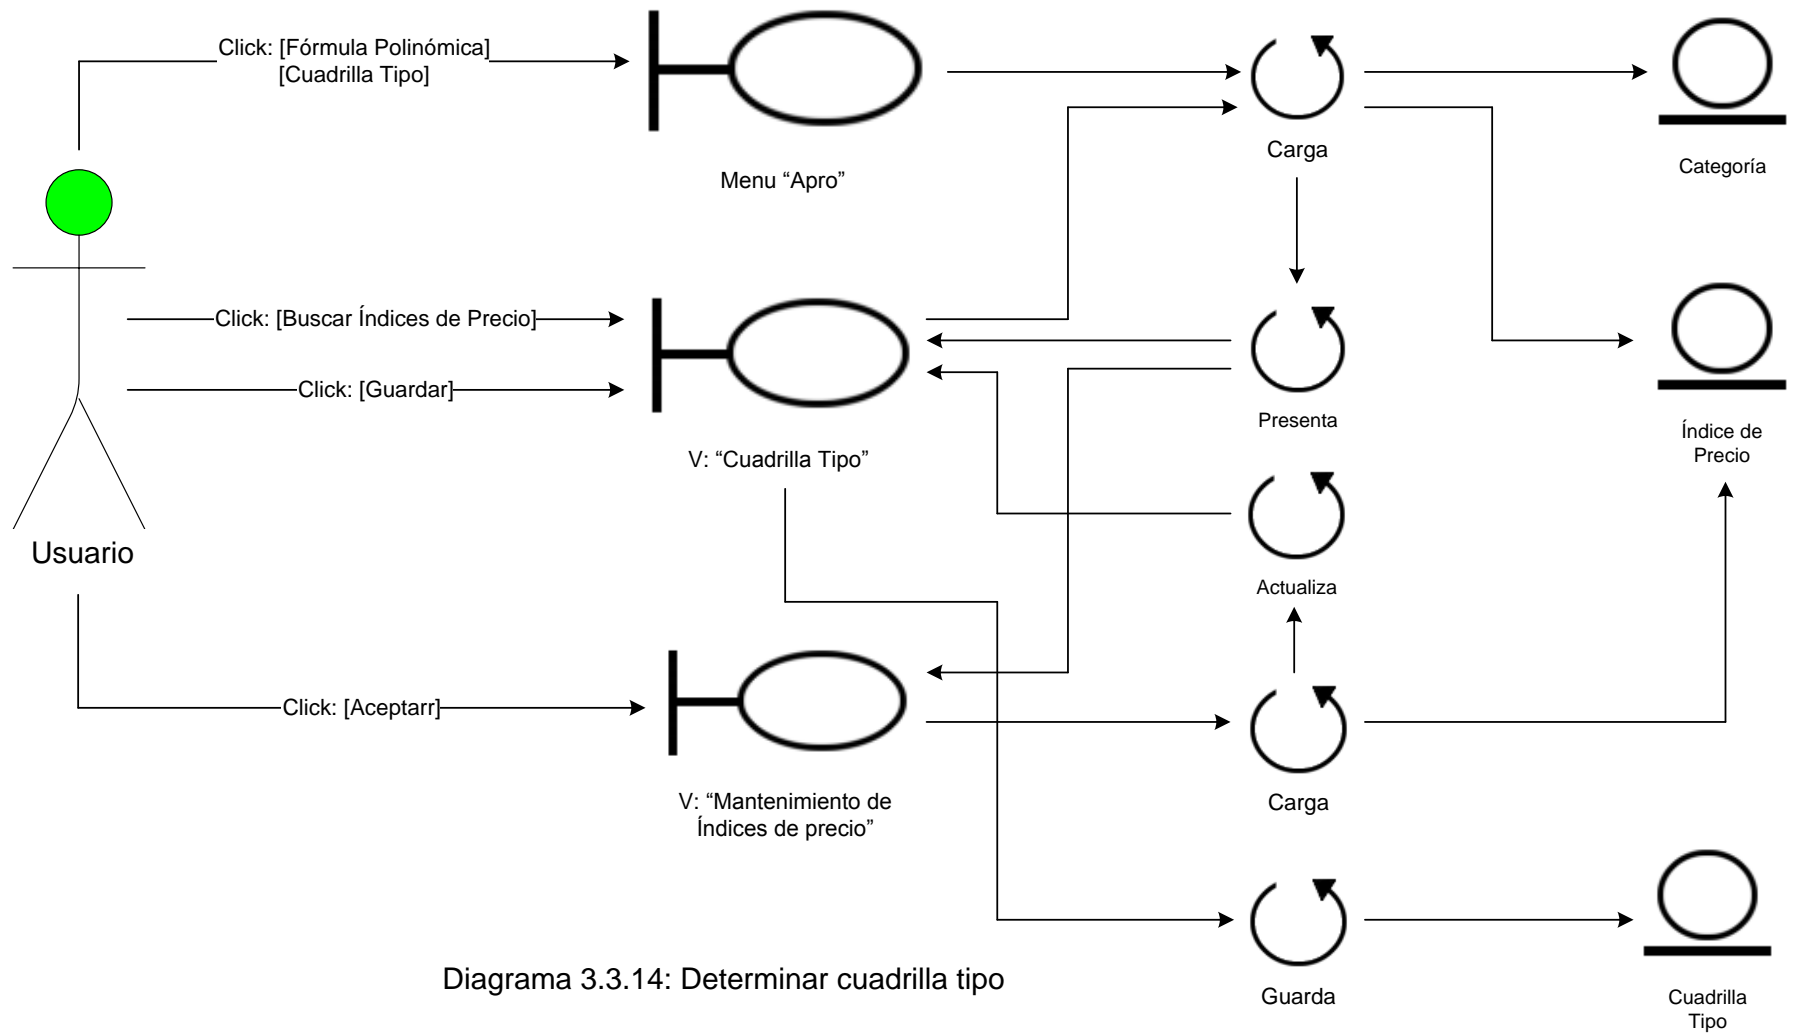 Click: [Fórmula Polinómica]
[Cuadrilla Tipo]
Menu “Apro”
Carga
Categoría
Click: [Buscar Índices de Precio]
Click: [Guardar]
V: “Cuadrilla Tipo”
Presenta
Índice de
Precio
Usuario
Actualiza
Click: [Aceptarr]
V: “Mantenimiento de
Índices de precio”
Carga
Diagrama 3.3.14: Determinar cuadrilla tipo
Guarda
Cuadrilla
Tipo